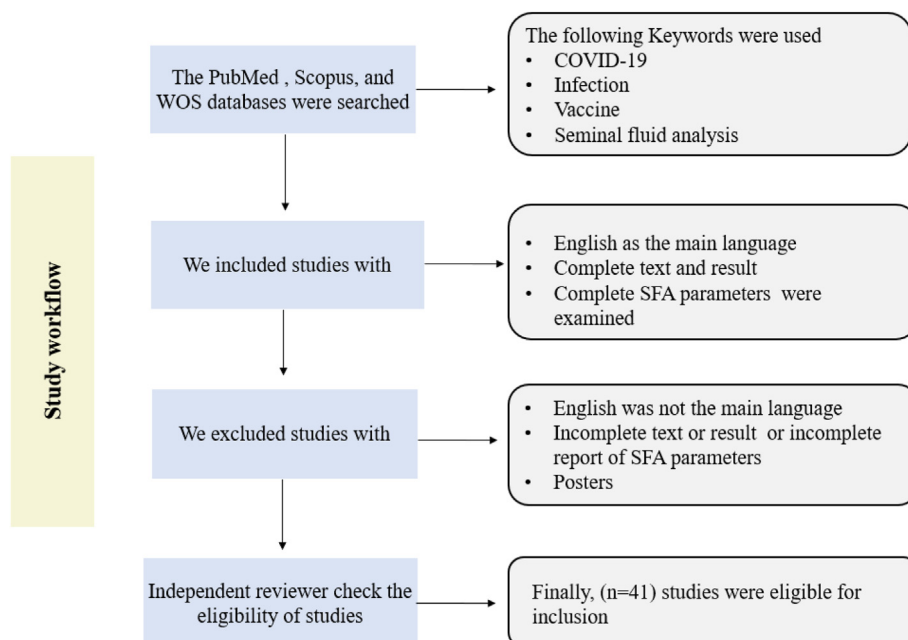 Study workflow
The PubMed , Scopus, and
WOS databases were searched
The following Keywords were used
• COVID-19
• Infection
• Vaccine
• Seminal fluid analysis
We included studies with
• English as the main language
• Complete text and result
• Complete SFA parameters were
examined
We excluded studies with
• English was not the main language
• Incomplete text or result or incomplete
report of SFA parameters
• Posters
Independent reviewer check the
eligibility of studies
Finally, (n=41) studies were eligible for
inclusion